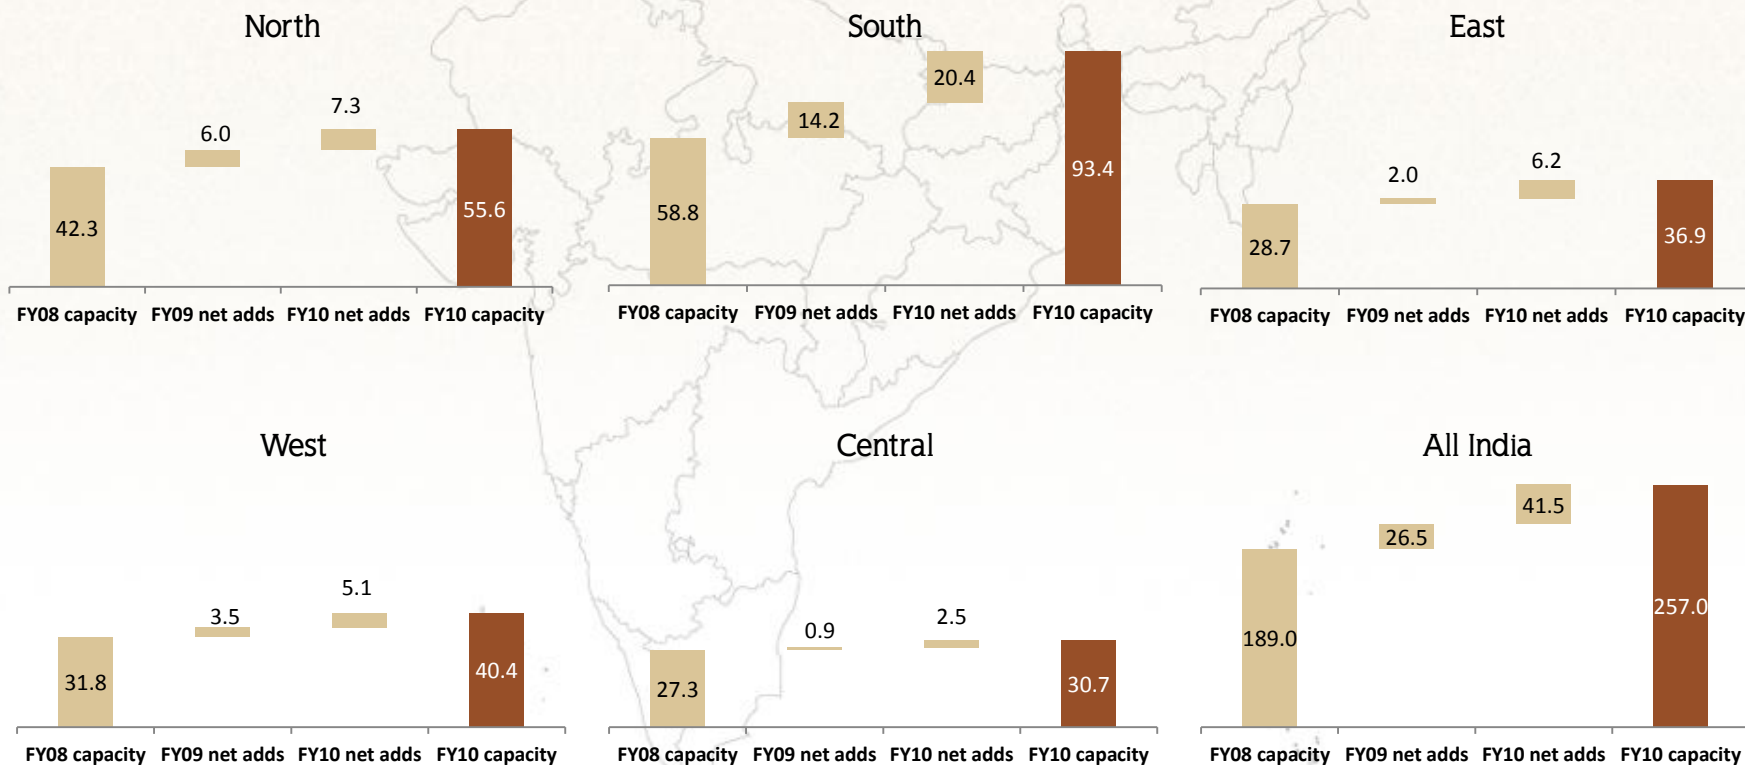 North
7.3
6.0
42.3
55.6
FY08 capacity FY09 net adds FY10 net adds FY10 capacity
South
20.4
14.2
58.8
93.4
FY08 capacity FY09 net adds FY10 net adds FY10 capacity
East
6.2
2.0
28.7
36.9
FY08 capacity FY09 net adds FY10 net adds FY10 capacity
West
5.1
3.5
31.8
40.4
FY08 capacity FY09 net adds FY10 net adds FY10 capacity
Central
2.5
0.9
27.3
30.7
FY08 capacity FY09 net adds FY10 net adds FY10 capacity
All India
41.5
26.5
189.0
257.0
FY08 capacity FY09 net adds FY10 net adds FY10 capacity